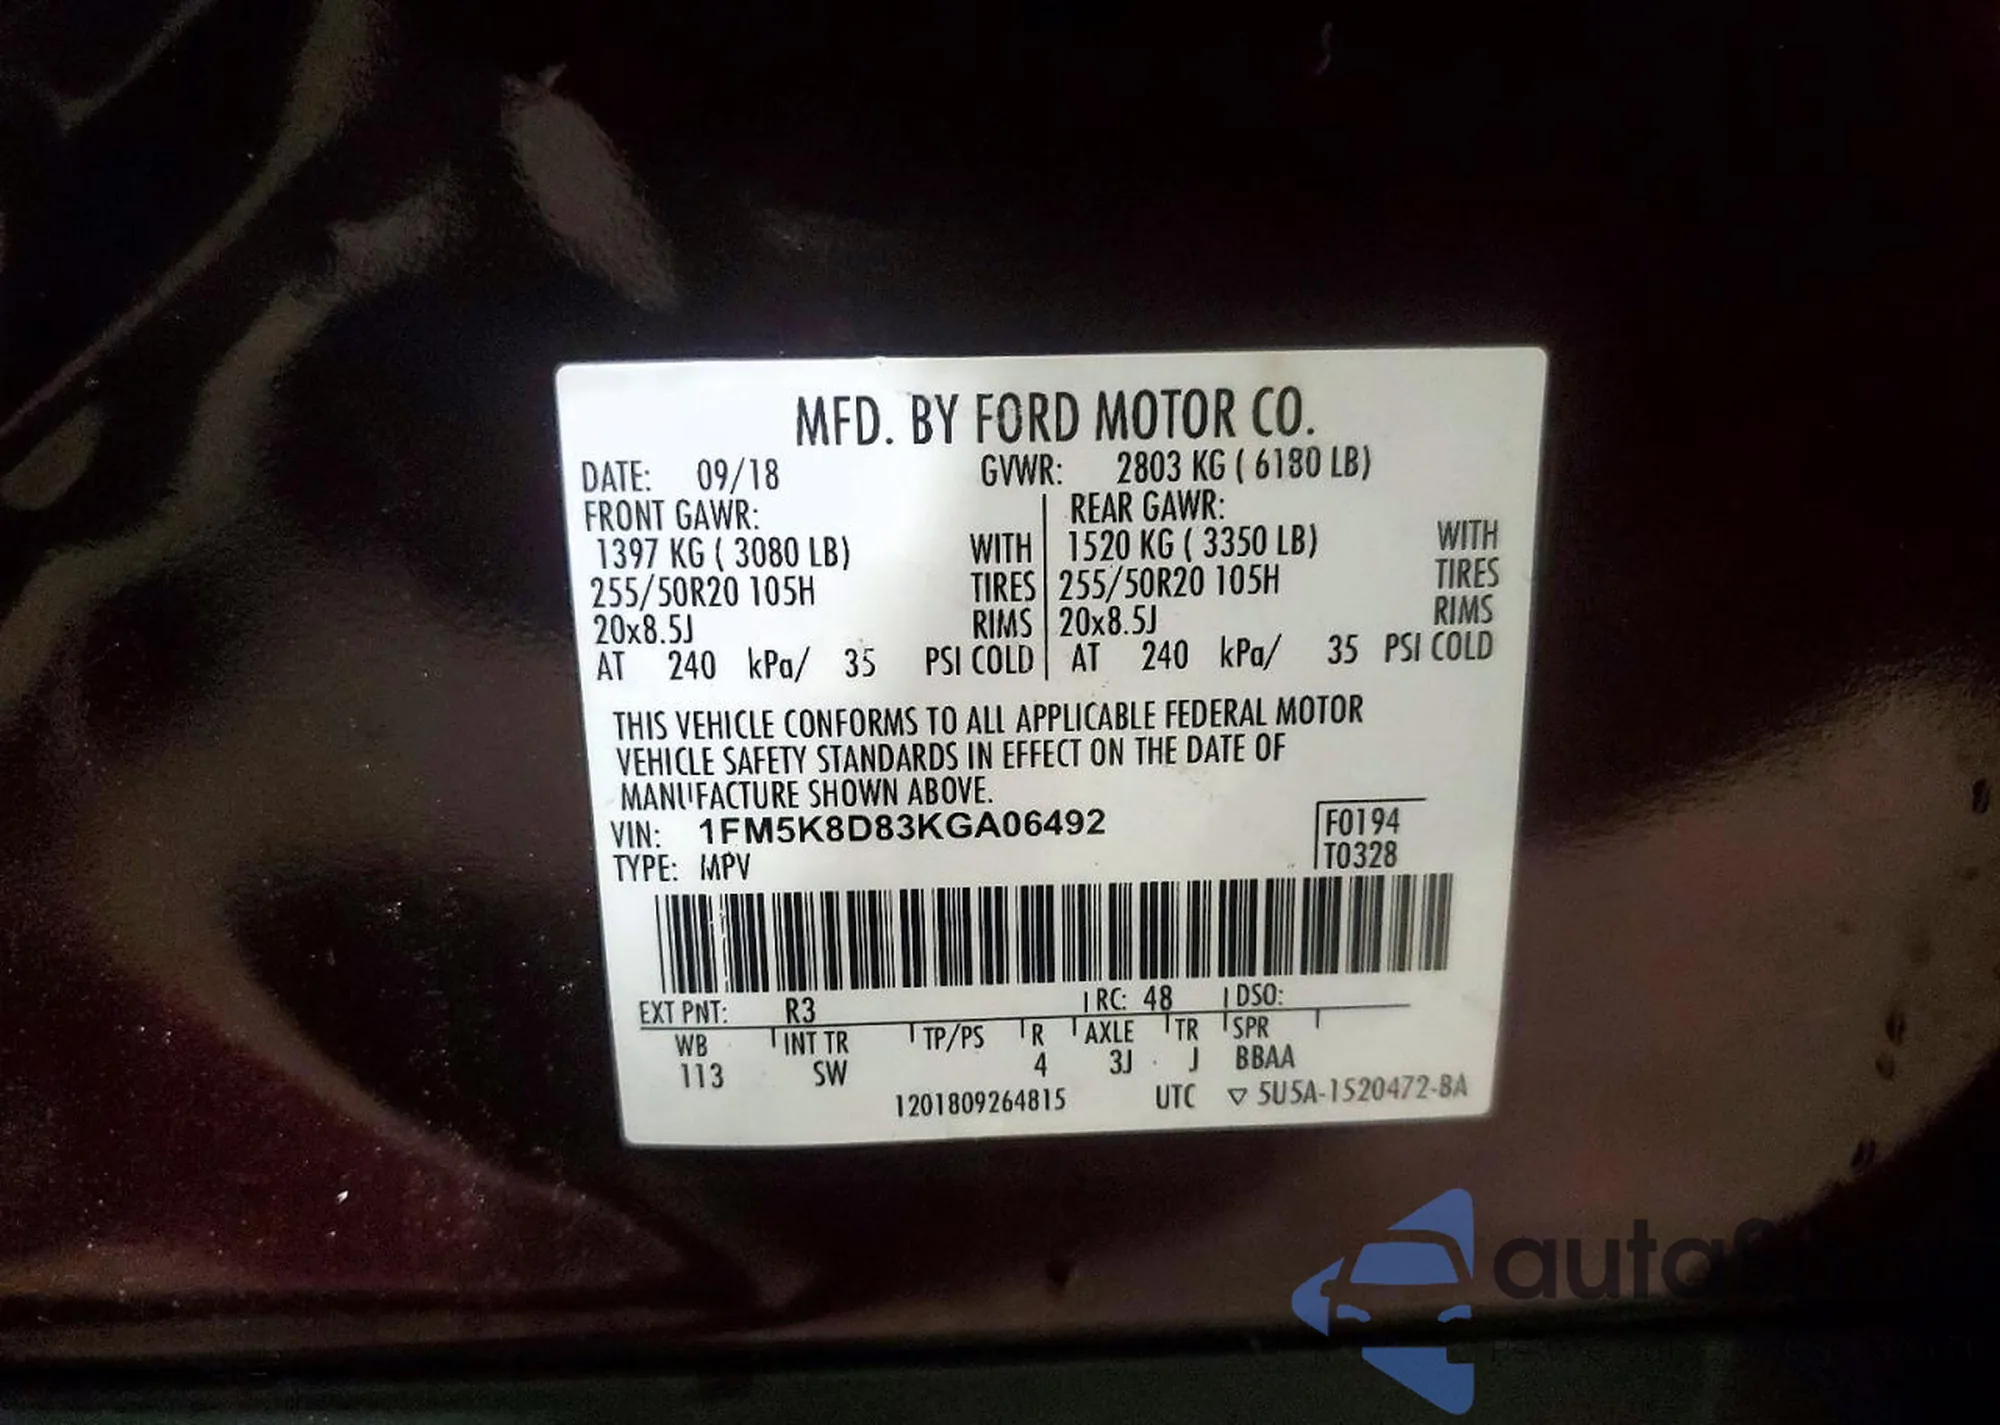 MFD. BY FORD MOTOR CO.
DATE: 09/18 GVWR: 2803 KG ( 6180 LB)
FRONT GAWR: REAR GAWR:
1397 KG ( 3080 LB) WITH 1520 KG ( 3350 LB) WITH
255/50R20 105H TIRES 255/50R20 105H TIRES
20x8.5J RIMS 20x8.5J RIMS
AT 240 kPa/ 35 PSI COLD AT 240 kPa/ 35 PSI COLD
THIS VEHICLE CONFORMS TO ALL APPLICABLE FEDERAL MOTOR
VEHICLE SAFETY STANDARDS IN EFFECT ON THE DATE OF
MANUFACTURE SHOWN ABOVE.
VIN: 1FM5K8D83KGA06492 F0194
TYPE: MPV T0328
EXT PNT: R3 RC: 48 DSO:
WB INT TR TP/PS R AXLE TR SPR
113 SW 4 3J J BBAA
1201809264815 UTC ▽ 5U5A-1520472-BA